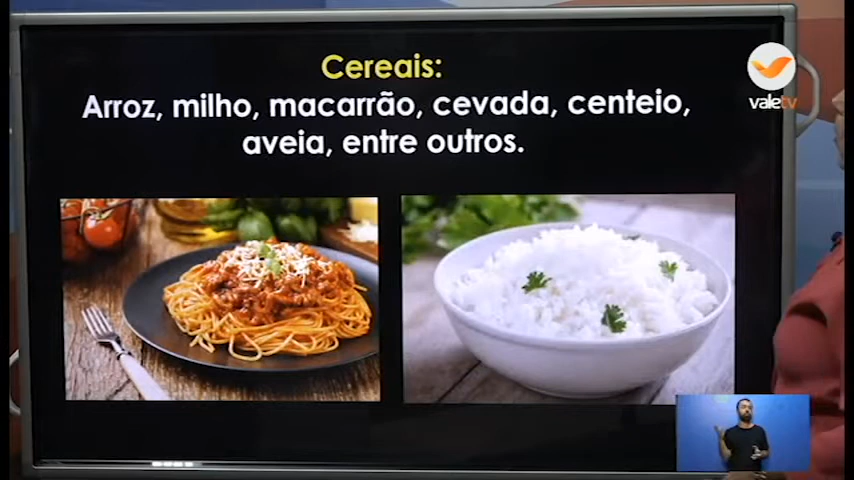 Cereais:
Arroz, milho, macarrão, cevada, centeio,
aveia, entre outros.
valetv